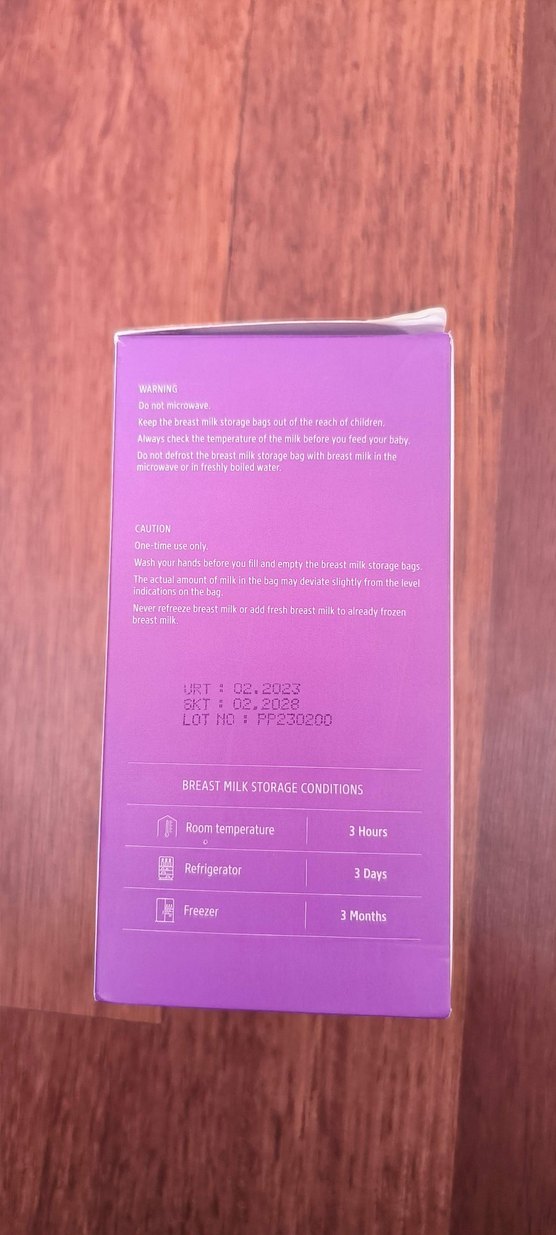 WARNING
Do not microwave.
Keep the breast milk storage bags out of the reach of children.
Always check the temperature of the milk before you feed your baby.
Do not defrost the breast milk storage bag with breast milk in the
microwave or in freshly boiled water.
CAUTION
One-time use only.
Wash your hands before you fill and empty the breast milk storage bags.
The actual amount of milk in the bag may deviate slightly from the level
indications on the bag.
Never refreeze breast milk or add fresh breast milk to already frozen
breast milk.
URT : 02.2023
SKT : 02.2028
LOT NO : PP230200
BREAST MILK STORAGE CONDITIONS
Room temperature 3 Hours
Refrigerator 3 Days
Freezer 3 Months